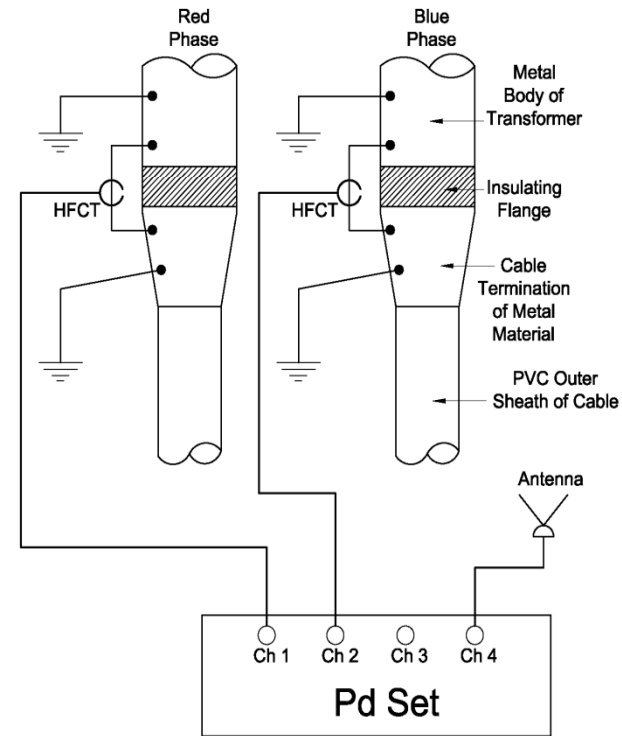 Red
Phase
Blue
Phase
Metal
Body of
Transformer
HFCT
HFCT
Insulating
Flange
Cable
Termination
of Metal
Material
PVC Outer
Sheath of Cable
Antenna
Ch 1
Ch 2
Ch 3
Ch 4
Pd Set